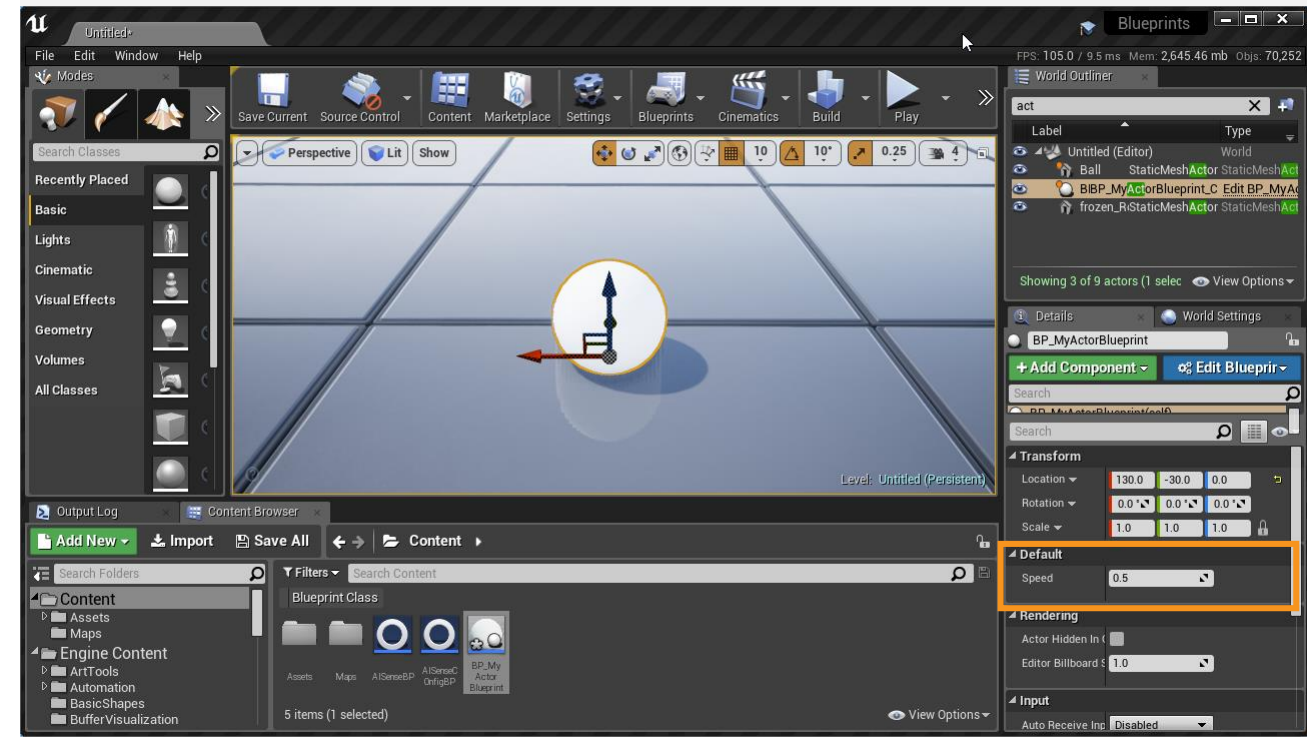 Untitled*
Blueprints
File Edit Window Help
FPS: 105.0 / 9.5 ms Mem: 2,645.46 mb Objs: 70,252
Modes
Save Current Source Control Content Marketplace Settings Blueprints Cinematics Build Play
World Outliner
act
Label Type
Search Classes
Perspective Lit Show 10 10° 0.25 4
Untitled (Editor) World
Ball StaticMeshActor StaticMeshAct
BP_MyActorBlueprint_C Edit BP_MyAc
frozen_R StaticMeshActor StaticMeshAct
Recently Placed
Basic
Lights
Cinematic
Visual Effects
Geometry
Volumes
All Classes
Showing 3 of 9 actors (1 selec View Options
Details World Settings
BP_MyActorBlueprint
+Add Component Edit Blueprir
Search
BP_MyActorBlueprint(self)
Search
Transform
Location 130.0 -30.0 0.0
Rotation 0.0 ° 0.0 ° 0.0 °
Scale 1.0 1.0 1.0
Level: Untitled (Persistent)
Output Log Content Browser
Add New Import Save All Content
Default
Speed 0.5
Search Folders
Filters Search Content
Content
Assets
Maps
Engine Content
ArtTools
Automation
BasicShapes
BufferVisualization
Blueprint Class
Assets Maps AISenseBP AISenseC onfigBP BP_My Actor Blueprint
5 items (1 selected) View Options
Rendering
Actor Hidden In
Editor Billboard S 1.0
Input
Auto Receive Inp Disabled